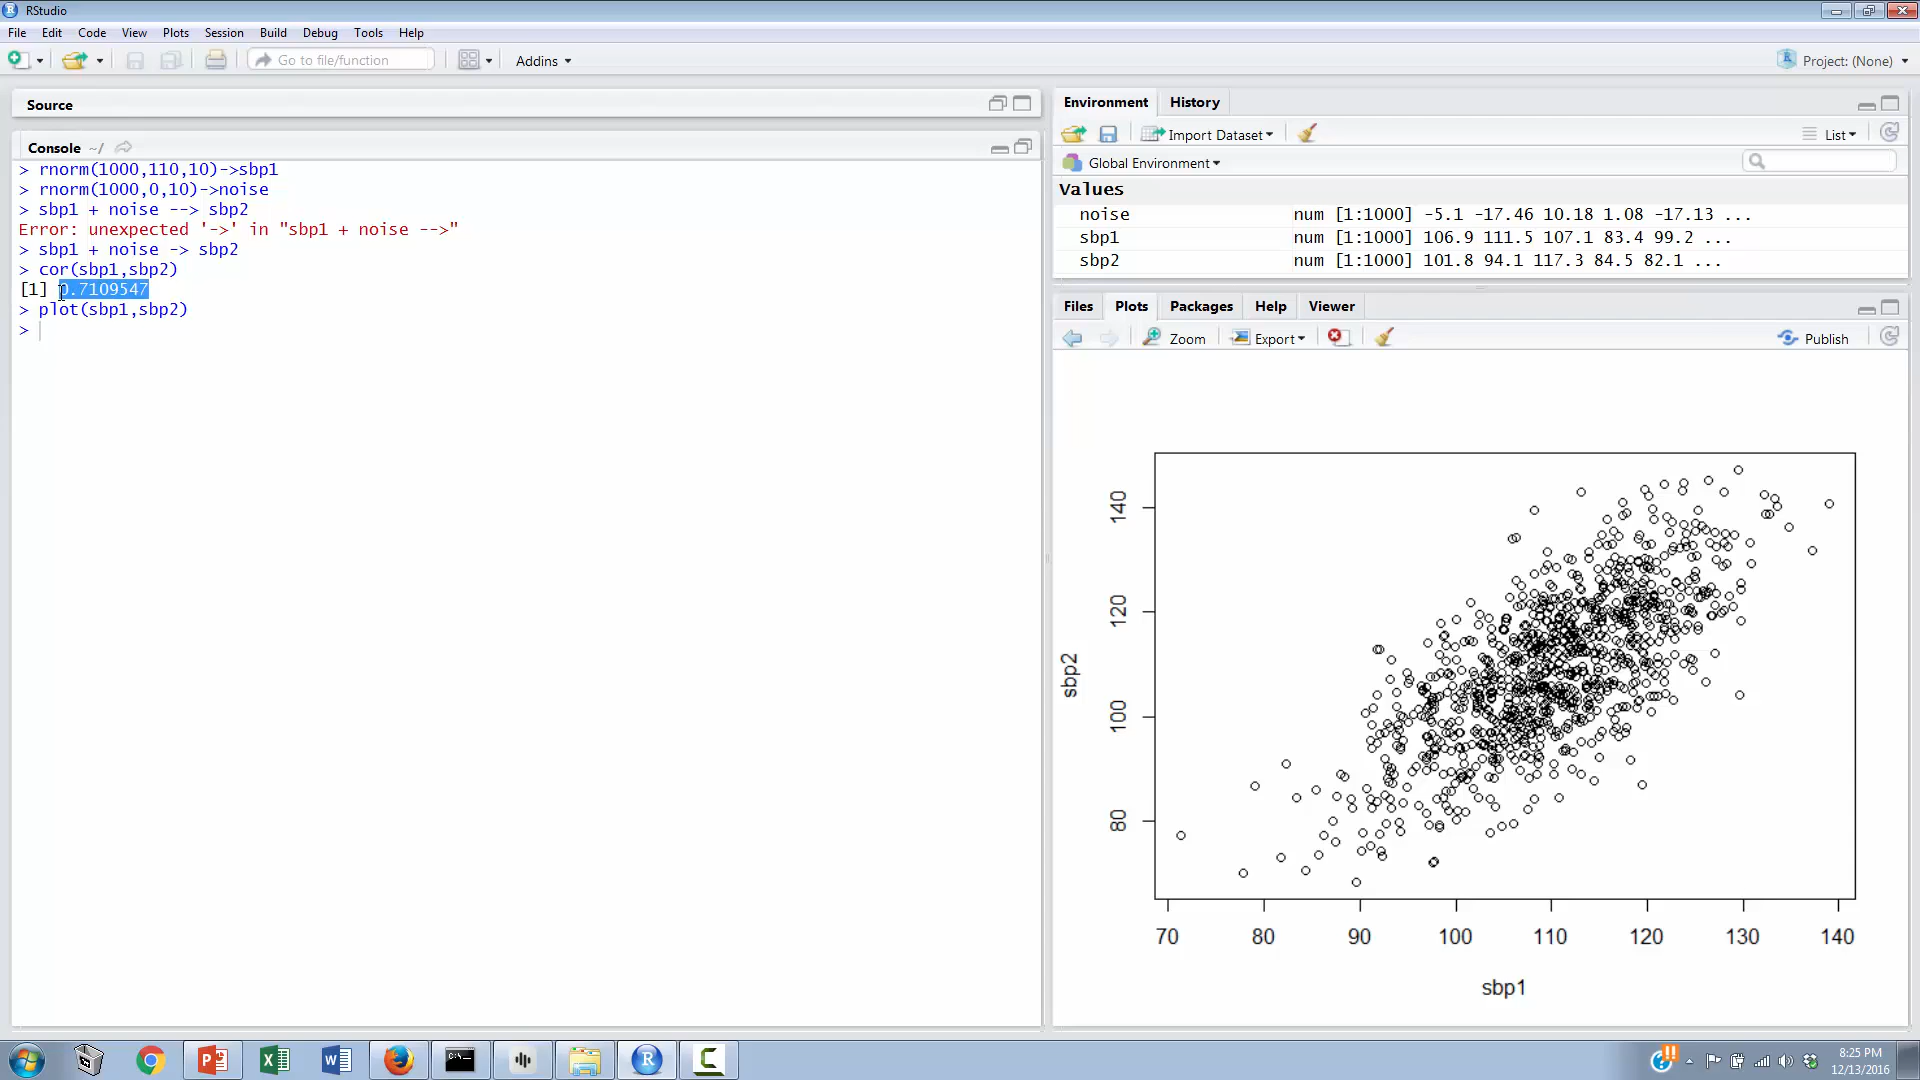 RStudio
File Edit Code View Plots Session Build Debug Tools Help
Go to file/function
Addins
Project: (None)
Source
Console ~/
> rnorm(1000,110,10)->sbp1
> rnorm(1000,0,10)->noise
> sbp1 + noise --> sbp2
Error: unexpected '->' in "sbp1 + noise -->"
> sbp1 + noise -> sbp2
> cor(sbp1,sbp2)
[1] 0.7109547
> plot(sbp1,sbp2)
>
Environment History
Import Dataset
List
Global Environment
Values
noise num [1:1000] -5.1 -17.46 10.18 1.08 -17.13 ...
sbp1 num [1:1000] 106.9 111.5 107.1 83.4 99.2 ...
sbp2 num [1:1000] 101.8 94.1 117.3 84.5 82.1 ...
Files Plots Packages Help Viewer
Zoom Export Publish
140
120
100
80
sbp2
70 80 90 100 110 120 130 140
sbp1
8:25 PM
12/13/2016